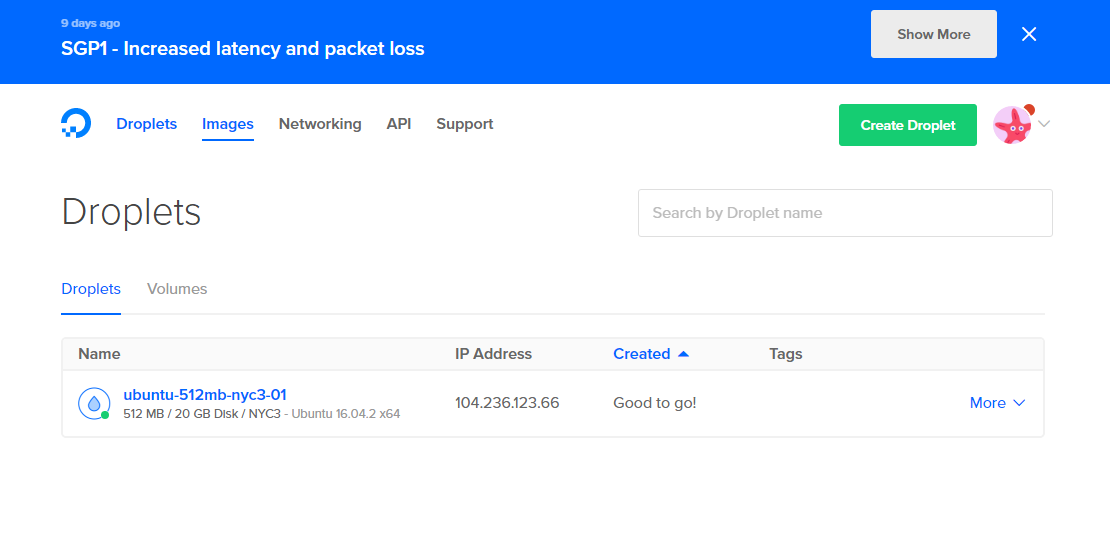 9 days ago
SGP1 - Increased latency and packet loss
Show More
Droplets Images Networking API Support
Create Droplet
Droplets
Search by Droplet name
Droplets Volumes
Name IP Address Created Tags
ubuntu-512mb-nyc3-01
512 MB / 20 GB Disk / NYC3 - Ubuntu 16.04.2 x64
104.236.123.66 Good to go! More